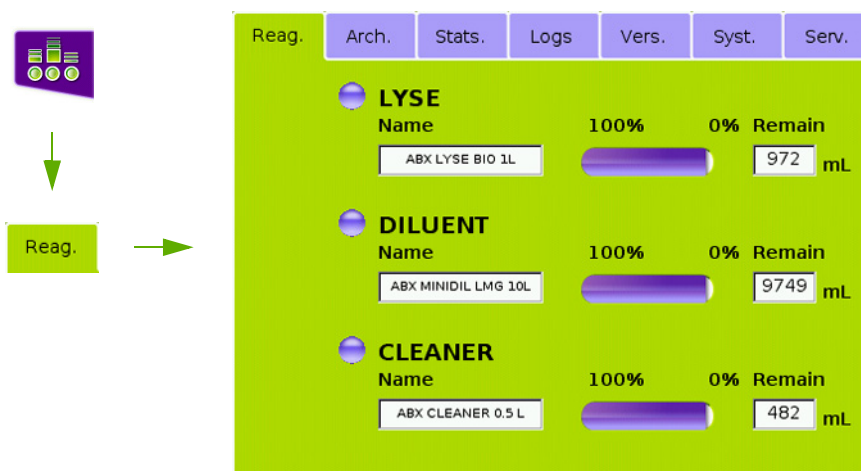 Reag. Arch. Stats. Logs Vers. Syst. Serv.
LYSE
Name 100% 0% Remain
ABX LYSE BIO 1L 972 mL
Reag.
DILUENT
Name 100% 0% Remain
ABX MINIDIL LMG 10L 9749 mL
CLEANER
Name 100% 0% Remain
ABX CLEANER 0.5 L 482 mL